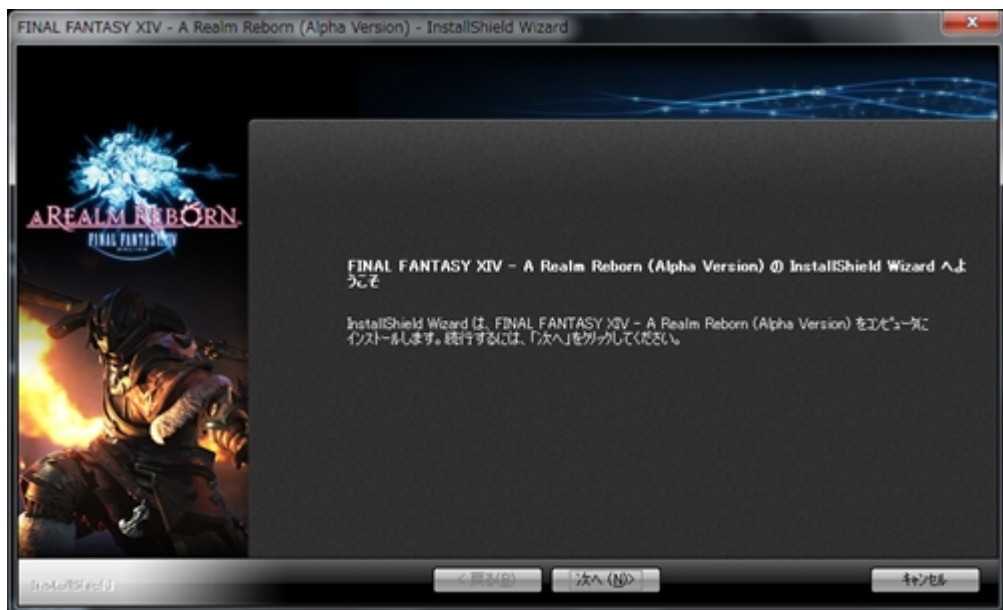 FINAL FANTASY XIV - A Realm Reborn (Alpha Version) - InstallShield Wizard
A REALM REBORN
FINAL FANTASY XIV
ONLINE
FINAL FANTASY XIV - A Realm Reborn (Alpha Version) の InstallShield Wizard へよ
うこそ
InstallShield Wizard は、FINAL FANTASY XIV - A Realm Reborn (Alpha Version) をコンピュータに
インストールします。続行するには、「次へ」をクリックしてください。
InstallShield
< 戻る(B)
次へ (N)>
キャンセル